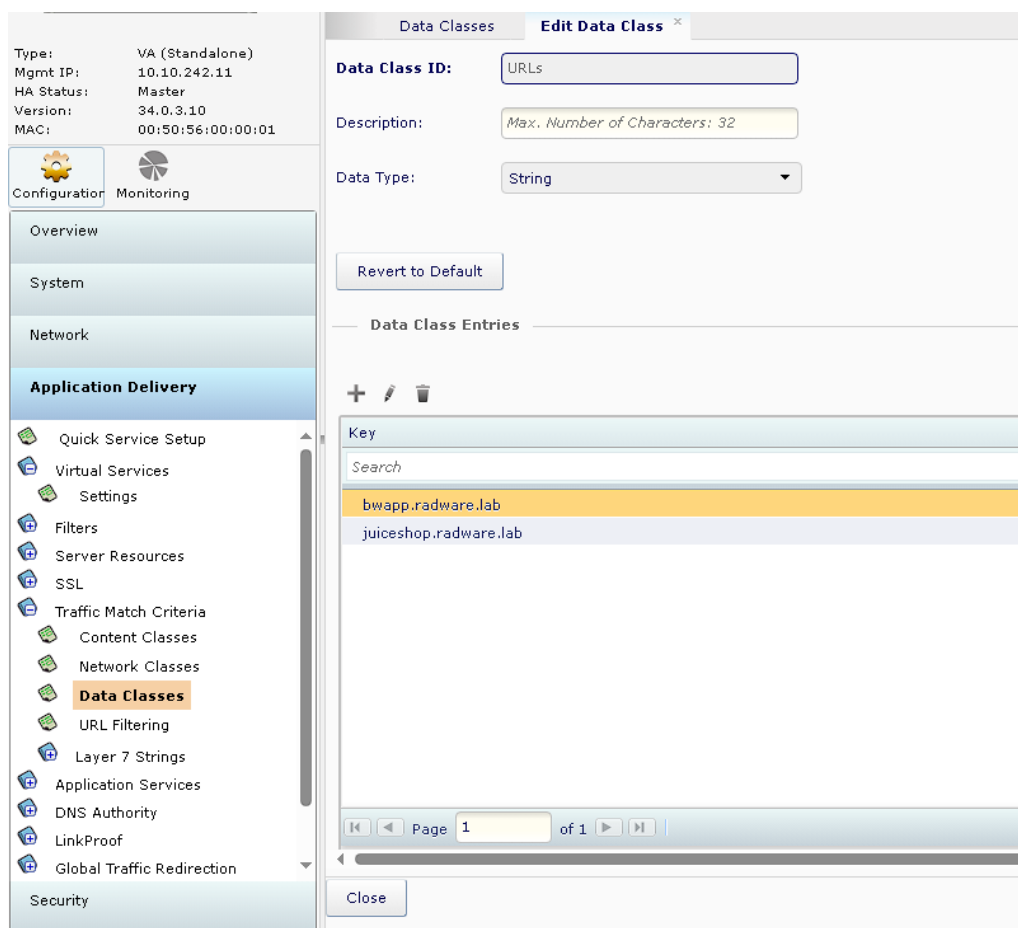 Type: VA (Standalone)
Mgmt IP: 10.10.242.11
HA Status: Master
Version: 34.0.3.10
MAC: 00:50:56:00:00:01
Configuration Monitoring
Overview
System
Network
Application Delivery
Quick Service Setup
Virtual Services
Settings
Filters
Server Resources
SSL
Traffic Match Criteria
Content Classes
Network Classes
Data Classes
URL Filtering
Layer 7 Strings
Application Services
DNS Authority
LinkProof
Global Traffic Redirection
Security
Data Classes Edit Data Class ×
Data Class ID: URLs
Description: Max. Number of Characters: 32
Data Type: String
Revert to Default
Data Class Entries
Key
Search
bwapp.radware.lab
juiceshop.radware.lab
Page 1 of 1
Close